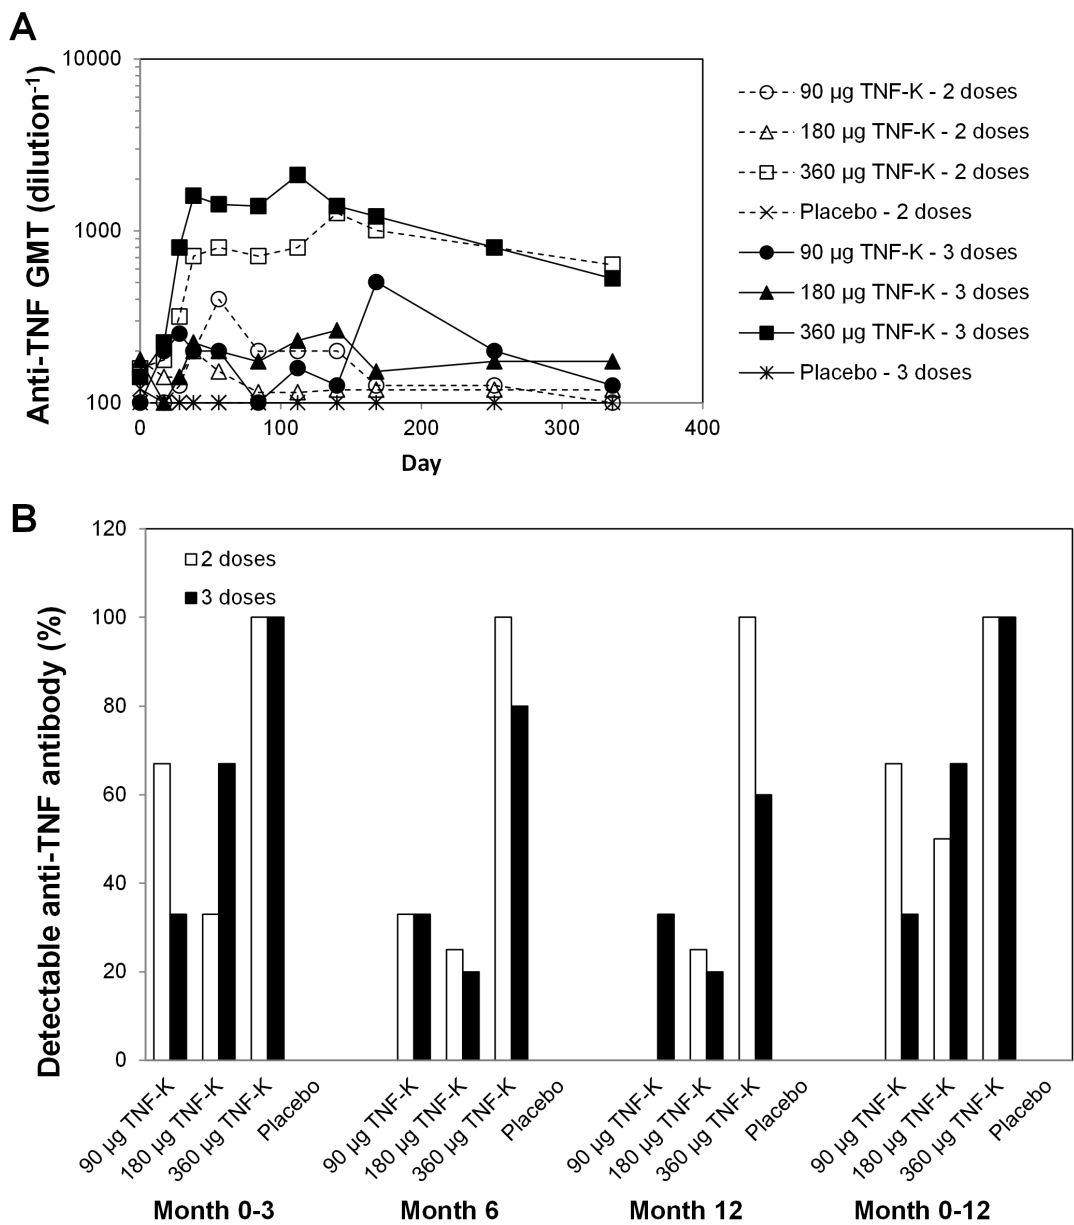 A
Anti-TNF GMT (dilution⁻¹)
10000
1000
100
0
100
200
300
400
Day
90 µg TNF-K - 2 doses
180 µg TNF-K - 2 doses
360 µg TNF-K - 2 doses
Placebo - 2 doses
90 µg TNF-K - 3 doses
180 µg TNF-K - 3 doses
360 µg TNF-K - 3 doses
Placebo - 3 doses
B
Detectable anti-TNF antibody (%)
120
100
80
60
40
20
0
2 doses
3 doses
90 µg TNF-K
180 µg TNF-K
360 µg TNF-K
Placebo
90 µg TNF-K
180 µg TNF-K
360 µg TNF-K
Placebo
90 µg TNF-K
180 µg TNF-K
360 µg TNF-K
Placebo
90 µg TNF-K
180 µg TNF-K
360 µg TNF-K
Placebo
Month 0-3
Month 6
Month 12
Month 0-12